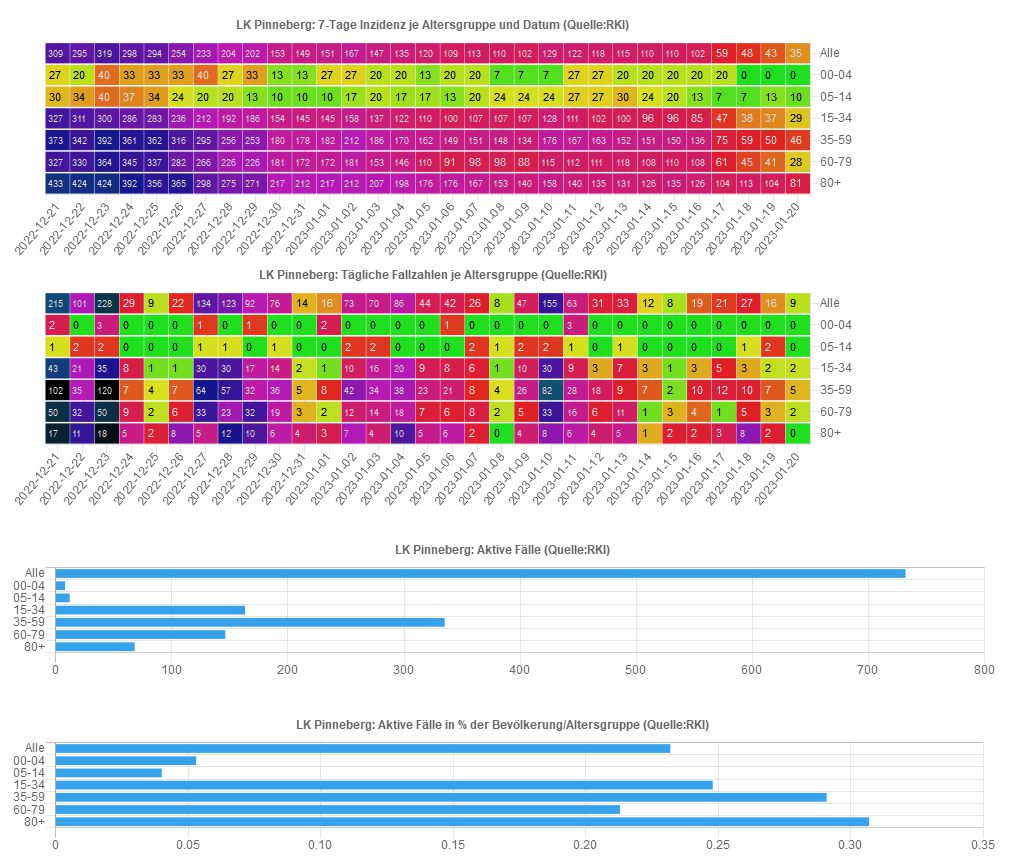 LK Pinneberg: 7-Tage Inzidenz je Altersgruppe und Datum (Quelle:RKI)
309 295 319 298 294 254 233 204 202 153 149 151 167 147 135 120 109 113 110 102 129 122 118 115 110 110 102 59 48 43 35 Alle
27 20 40 33 33 33 40 27 33 13 13 27 27 20 20 13 20 20 7 7 7 27 27 20 20 20 20 20 0 0 0 00-04
30 34 40 37 34 24 20 20 13 10 10 10 17 20 17 13 20 17 24 24 24 27 27 30 24 20 13 7 7 13 10 05-14
327 311 300 286 283 236 212 192 186 154 145 145 158 137 122 110 100 107 107 107 128 111 102 100 96 96 85 47 38 37 29 15-34
373 342 392 361 362 316 295 256 253 180 178 182 213 186 170 162 149 151 148 134 176 167 163 152 151 150 136 75 59 50 46 35-59
327 330 364 345 337 282 266 226 226 181 172 172 181 153 146 110 91 98 98 88 115 112 111 118 108 110 108 61 45 41 28 60-79
433 424 424 392 356 365 298 275 271 217 212 217 212 207 198 176 176 167 153 140 158 140 135 131 126 135 126 104 113 104 81 80+
2022-12-21 2022-12-22 2022-12-23 2022-12-24 2022-12-25 2022-12-26 2022-12-27 2022-12-28 2022-12-29 2022-12-30 2022-12-31 2023-01-01 2023-01-02 2023-01-03 2023-01-04 2023-01-05 2023-01-06 2023-01-07 2023-01-08 2023-01-09 2023-01-10 2023-01-11 2023-01-12 2023-01-13 2023-01-14 2023-01-15 2023-01-16 2023-01-17 2023-01-18 2023-01-19 2023-01-20
LK Pinneberg: Tägliche Fallzahlen je Altersgruppe (Quelle:RKI)
215 101 228 29 9 22 134 123 92 76 14 16 73 70 86 44 42 26 8 47 155 63 31 33 12 8 19 21 27 16 9 Alle
2 0 3 0 0 0 1 0 1 0 0 2 0 0 0 0 1 0 0 0 0 3 0 0 0 0 0 0 0 0 0 00-04
1 2 2 0 0 0 1 1 0 1 0 0 2 2 0 0 0 2 1 2 2 1 0 1 0 0 0 0 1 2 0 05-14
43 21 35 8 1 1 30 30 17 14 2 1 10 16 20 9 8 6 1 10 30 9 3 7 3 1 3 5 3 2 2 15-34
102 35 120 7 4 7 64 57 32 36 5 8 42 34 38 23 21 8 4 26 82 28 18 9 7 2 10 12 10 7 5 35-59
50 32 50 9 2 6 33 23 32 19 3 2 12 14 18 7 6 8 2 5 33 16 6 11 1 3 4 1 5 3 2 60-79
17 11 18 5 2 8 5 12 10 6 4 3 7 4 10 5 6 2 0 4 8 6 4 5 1 2 2 3 8 2 0 80+
2022-12-21 2022-12-22 2022-12-23 2022-12-24 2022-12-25 2022-12-26 2022-12-27 2022-12-28 2022-12-29 2022-12-30 2022-12-31 2023-01-01 2023-01-02 2023-01-03 2023-01-04 2023-01-05 2023-01-06 2023-01-07 2023-01-08 2023-01-09 2023-01-10 2023-01-11 2023-01-12 2023-01-13 2023-01-14 2023-01-15 2023-01-16 2023-01-17 2023-01-18 2023-01-19 2023-01-20
LK Pinneberg: Aktive Fälle (Quelle:RKI)
Alle
00-04
05-14
15-34
35-59
60-79
80+
0 100 200 300 400 500 600 700 800
LK Pinneberg: Aktive Fälle in % der Bevölkerung/Altersgruppe (Quelle:RKI)
Alle
00-04
05-14
15-34
35-59
60-79
80+
0 0.05 0.10 0.15 0.20 0.25 0.30 0.35